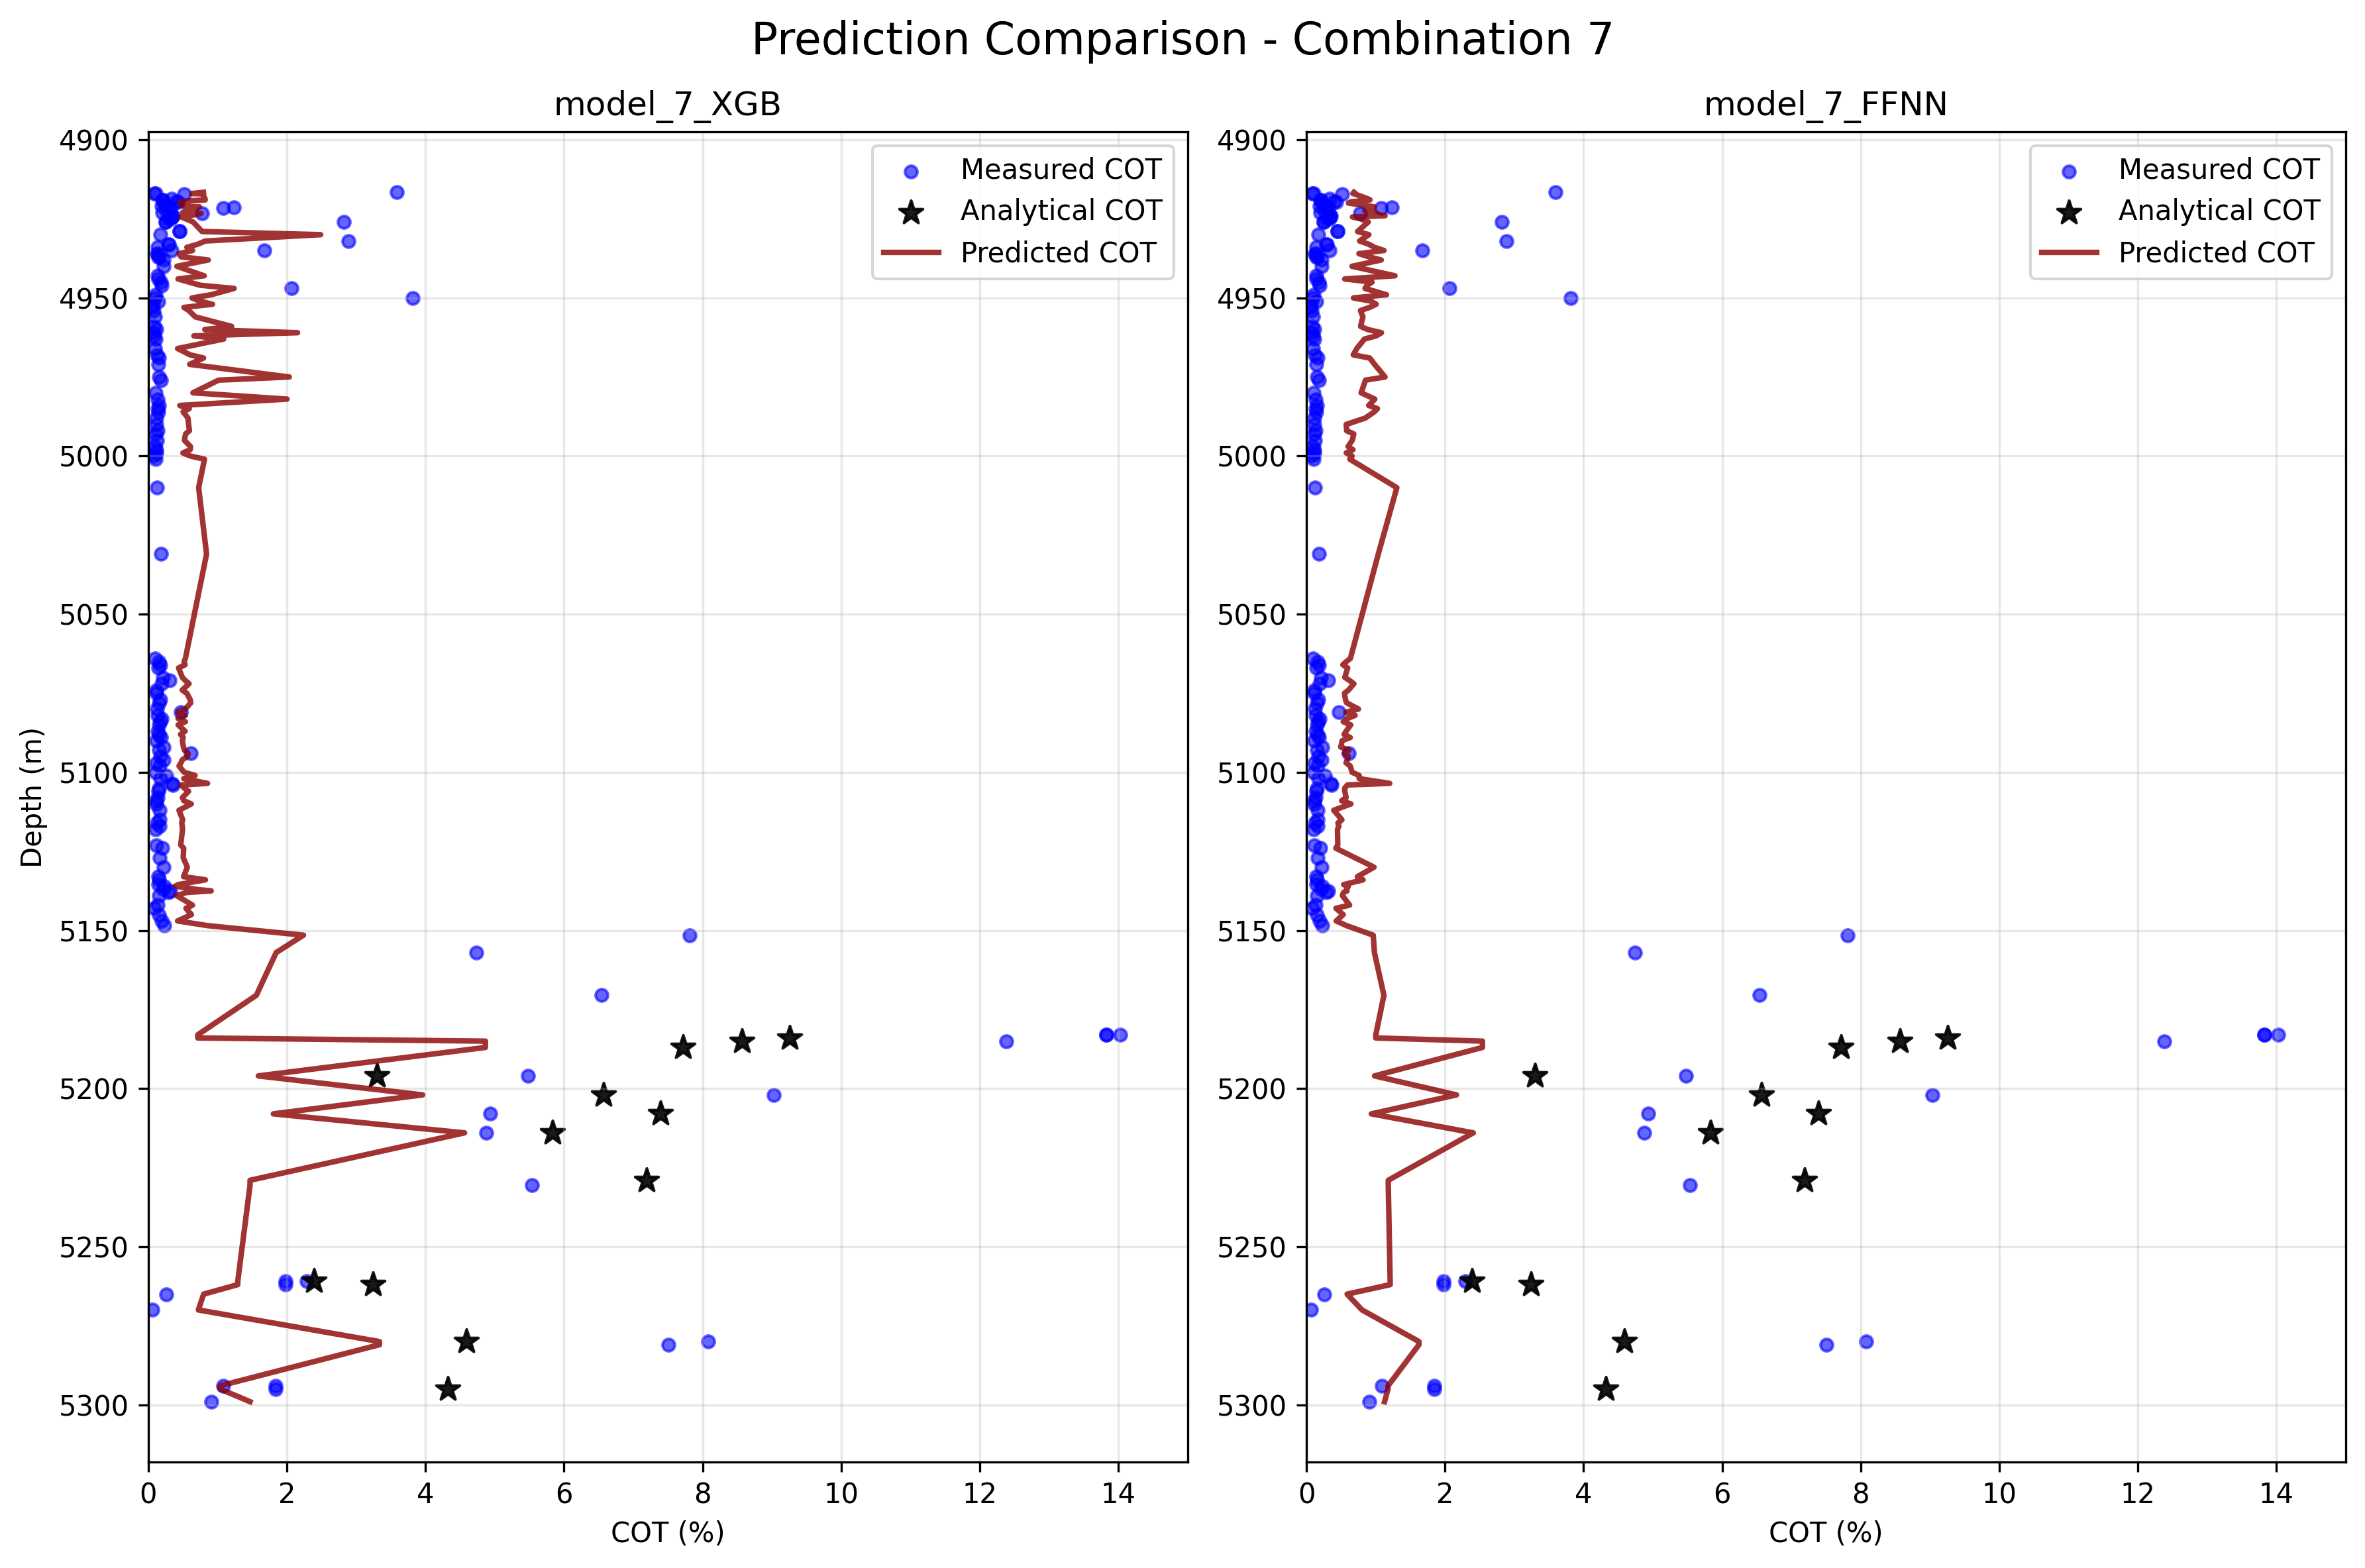 Prediction Comparison - Combination 7
model_7_XGB
Measured COT
Analytical COT
Predicted COT
4900
4950
5000
5050
5100
5150
5200
5250
5300
Depth (m)
0 2 4 6 8 10 12 14
COT (%)
model_7_FFNN
Measured COT
Analytical COT
Predicted COT
4900
4950
5000
5050
5100
5150
5200
5250
5300
0 2 4 6 8 10 12 14
COT (%)